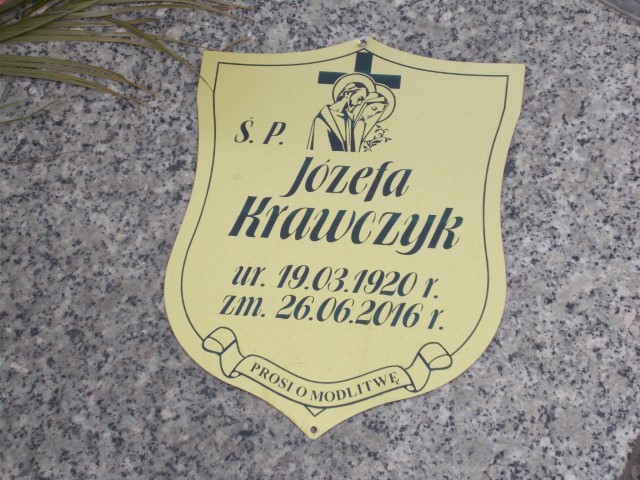 Ś. P.
Józefa
Krawczyk
ur. 19.03.1920 r.
zm. 26.06.2016 r.
PROSI O MODLITWĘ